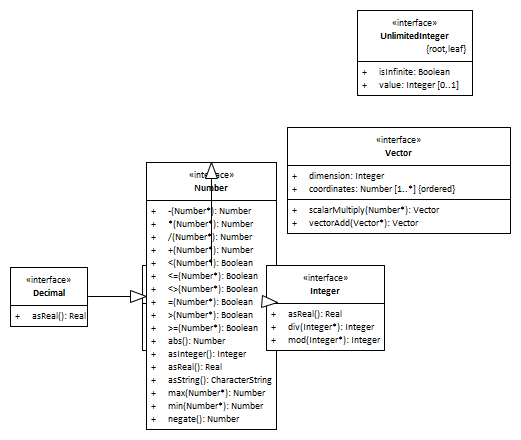 «interface»
UnlimitedInteger
{root,leaf}
+ isInfinite: Boolean
+ value: Integer [0..1]
«interface»
Vector
+ dimension: Integer
+ coordinates: Number [1..*] {ordered}
+ scalarMultiply(Number*): Vector
+ vectorAdd(Vector*): Vector
«interface»
Number
+ -(Number*): Number
+ *(Number*): Number
+ /(Number*): Number
+ +(Number*): Number
+ <(Number*): Boolean
+ <=(Number*): Boolean
+ <>(Number*): Boolean
+ =(Number*): Boolean
+ >(Number*): Boolean
+ >=(Number*): Boolean
+ abs(): Number
+ asInteger(): Integer
+ asReal(): Real
+ asString(): CharacterString
+ max(Number*): Number
+ min(Number*): Number
+ negate(): Number
«interface»
Decimal
+ asReal(): Real
«interface»
Integer
+ asReal(): Real
+ div(Integer*): Integer
+ mod(Integer*): Integer